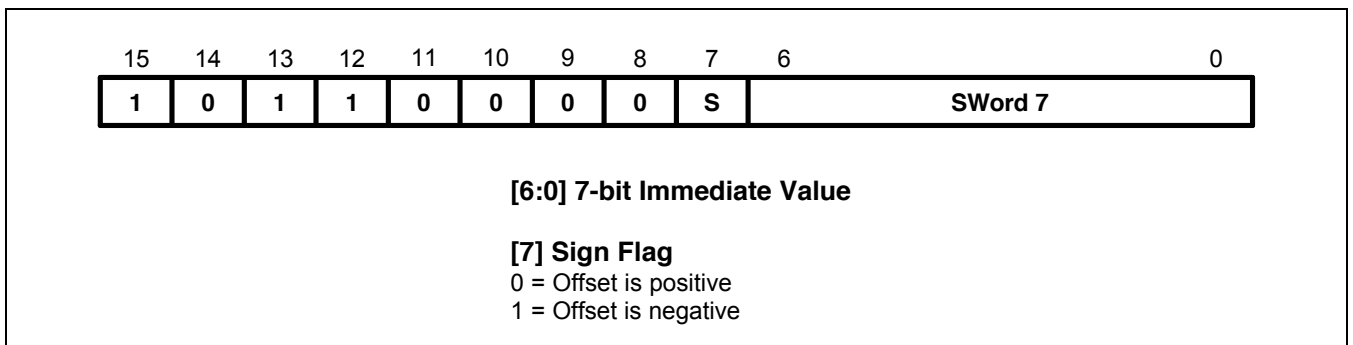 15 14 13 12 11 10 9 8 7 6 0
1 0 1 1 0 0 0 0 S SWord 7
[6:0] 7-bit Immediate Value
[7] Sign Flag
0 = Offset is positive
1 = Offset is negative